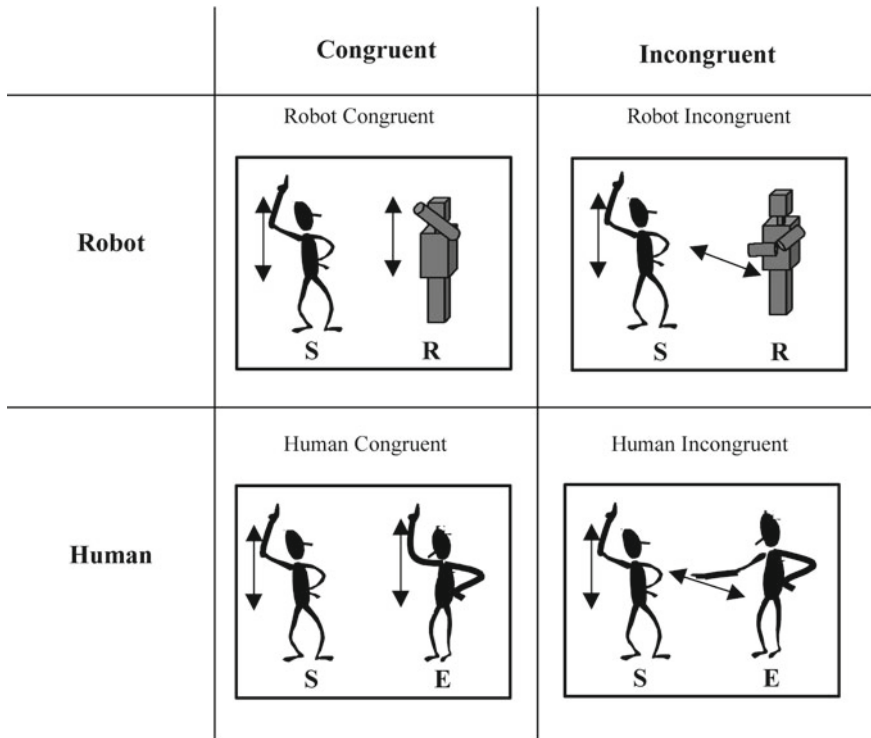 Congruent
Incongruent
Robot
Robot Congruent
S
R
Robot Incongruent
S
R
Human
Human Congruent
S
E
Human Incongruent
S
E